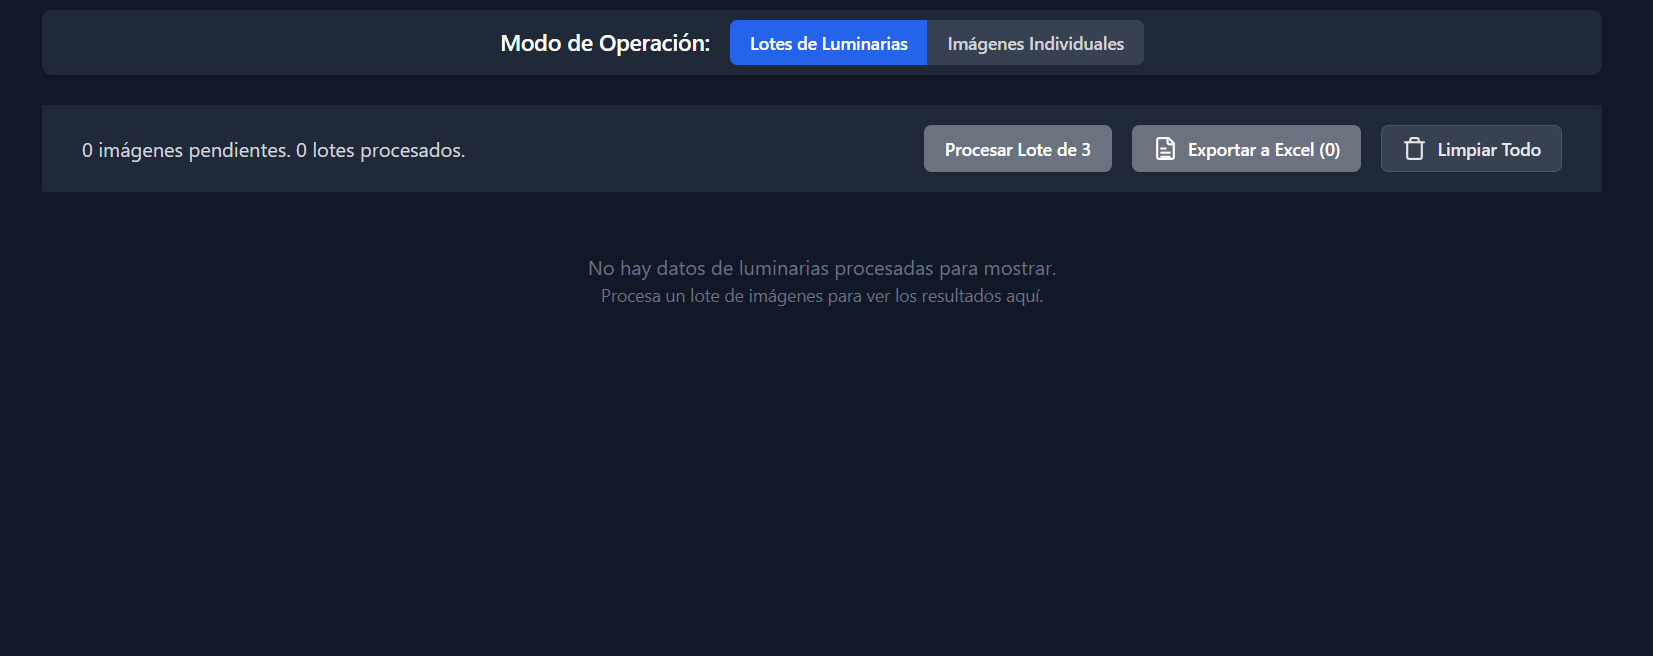 Modo de Operación:
Lotes de Luminarias
Imágenes Individuales
0 imágenes pendientes. 0 lotes procesados.
Procesar Lote de 3
Exportar a Excel (0)
Limpiar Todo
No hay datos de luminarias procesadas para mostrar.
Procesa un lote de imágenes para ver los resultados aquí.